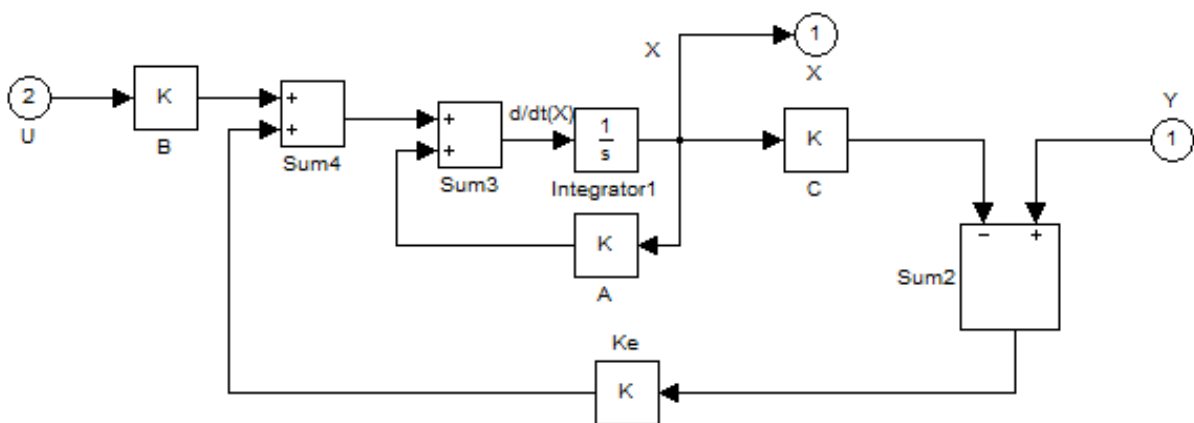 X
1
X
2
U
K
B
+
+
Sum4
+
+
Sum3
d/dt(X)
1
s
Integrator1
K
C
Y
1
K
A
−
+
Sum2
Ke
K